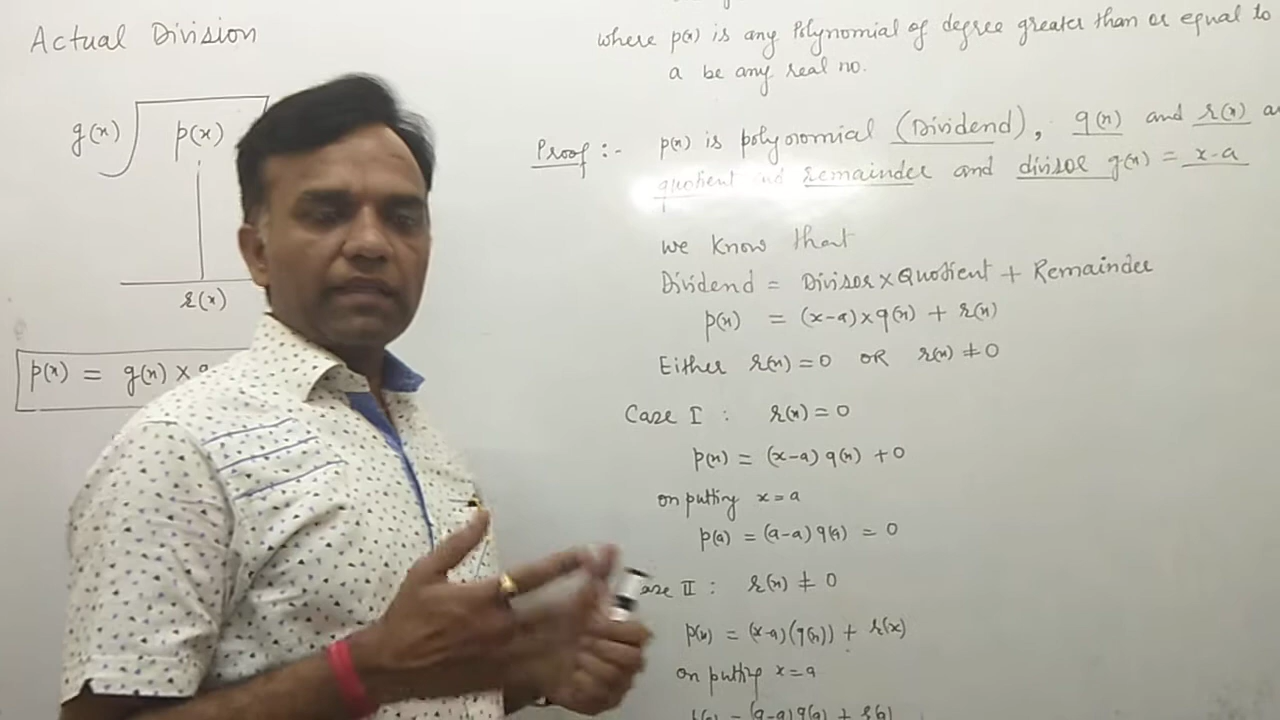 Actual Division
g(x) p(x)
r(x)
p(x) = g(x) × q
where p(x) is any Polynomial of degree greater than or equal to
a be any real no.
Proof :- p(x) is polynomial (Dividend), q(x) and r(x) a
quotient and remainder and divisor g(x) = x-a
we know that
Dividend = Divisor × Quotient + Remainder
p(x) = (x-a) × q(x) + r(x)
Either r(x) = 0 OR r(x) ≠ 0
Case I : r(x) = 0
p(x) = (x-a) q(x) + 0
on putting x = a
p(a) = (a-a) q(a) = 0
ase II : r(x) ≠ 0
p(x) = (x-a)(q(x)) + r(x)
on putting x = a
p(a) = (a-a) q(a) + r(a)